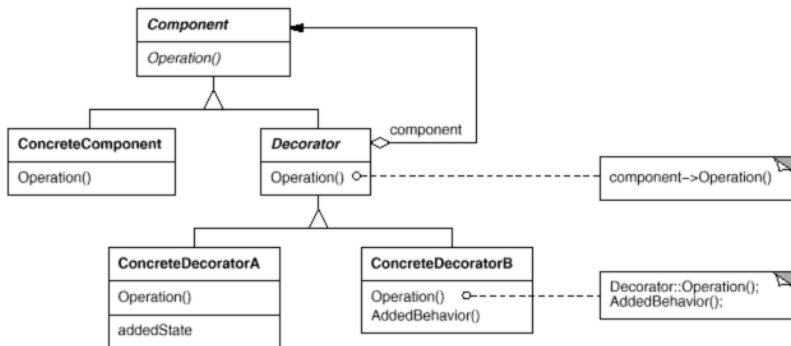 Component
Operation()
component
ConcreteComponent
Operation()
Decorator
Operation()
component->Operation()
ConcreteDecoratorA
Operation()
addedState
ConcreteDecoratorB
Operation()
AddedBehavior()
Decorator::Operation();
AddedBehavior();